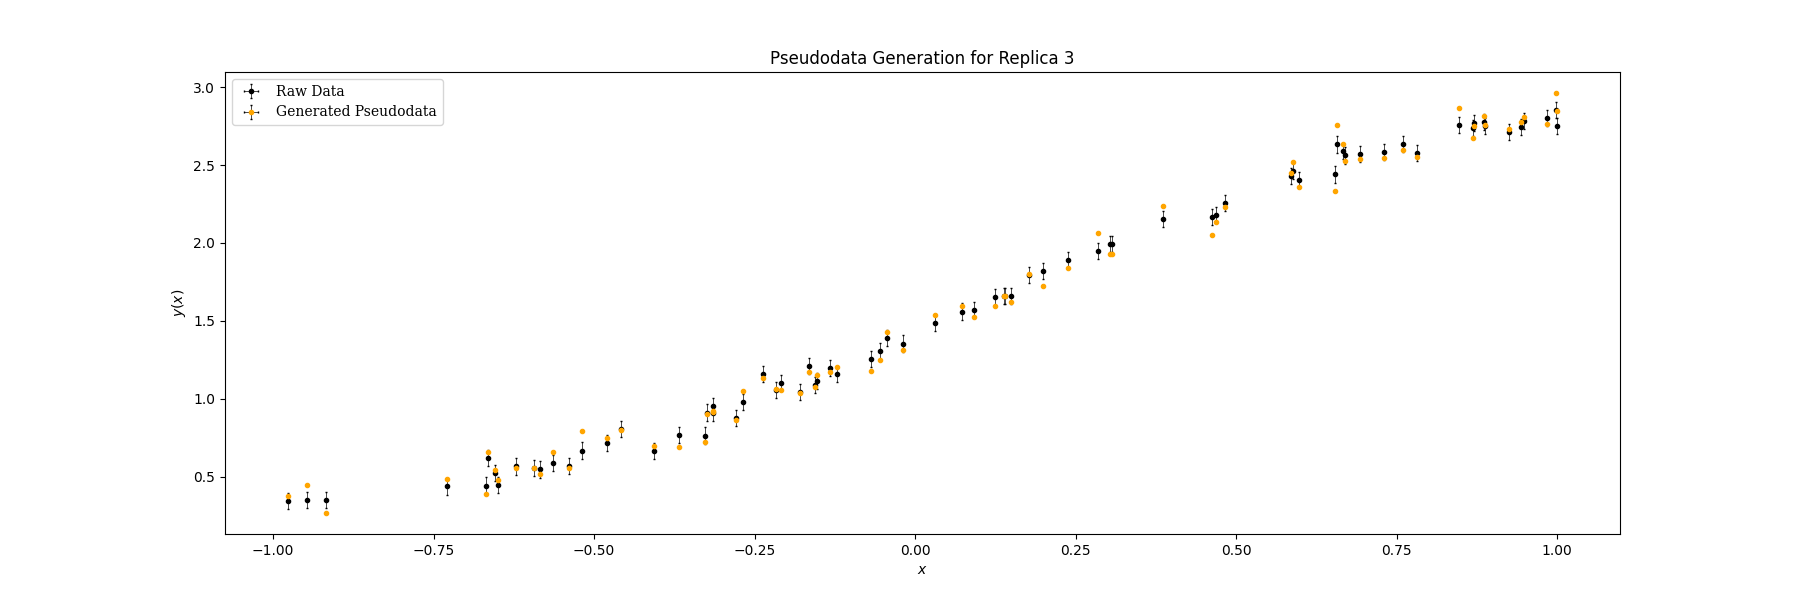 Pseudodata Generation for Replica 3
Raw Data
Generated Pseudodata
y(x)
3.0
2.5
2.0
1.5
1.0
0.5
−1.00 −0.75 −0.50 −0.25 0.00 0.25 0.50 0.75 1.00
x